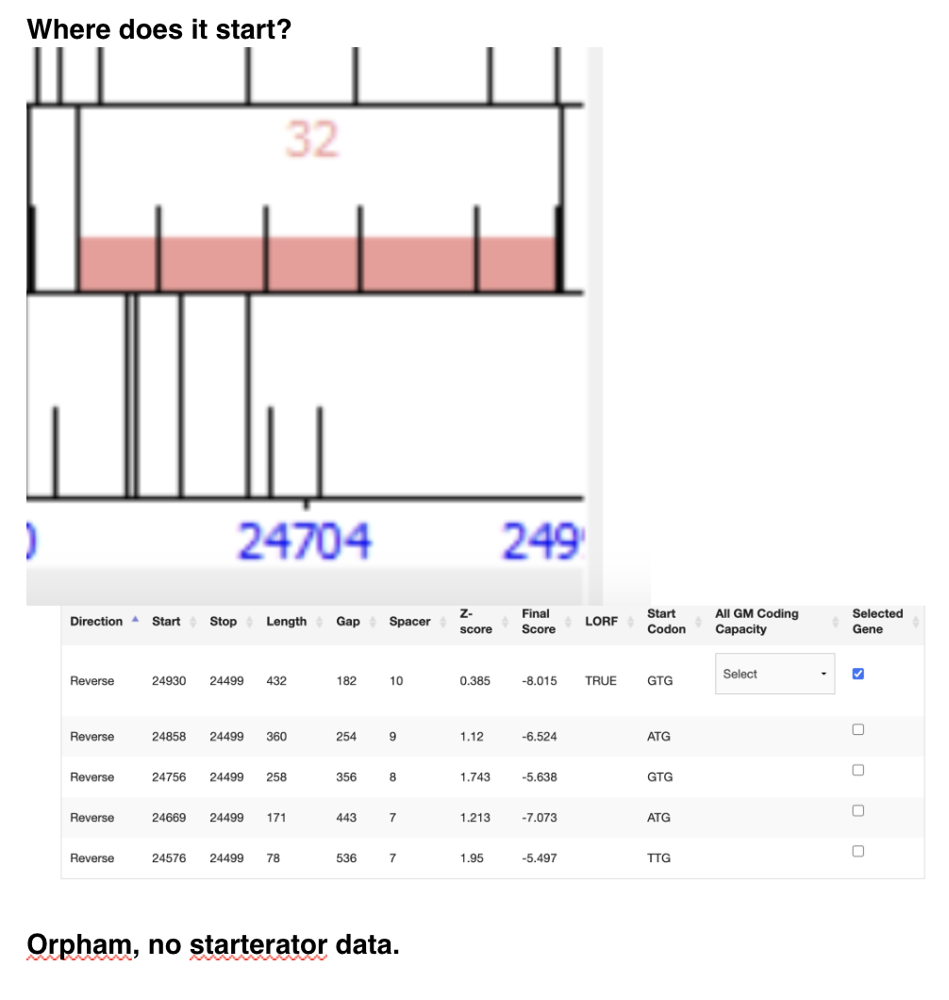 Where does it start?
32
24704
Direction Start Stop Length Gap Spacer Z-score Final Score LORF Start Codon All GM Coding Capacity Selected Gene
Reverse 24930 24499 432 182 10 0.385 -8.015 TRUE GTG Select
Reverse 24858 24499 360 254 9 1.12 -6.524 ATG
Reverse 24756 24499 258 356 8 1.743 -5.638 GTG
Reverse 24669 24499 171 443 7 1.213 -7.073 ATG
Reverse 24576 24499 78 536 7 1.95 -5.497 TTG
Orpham, no starterator data.